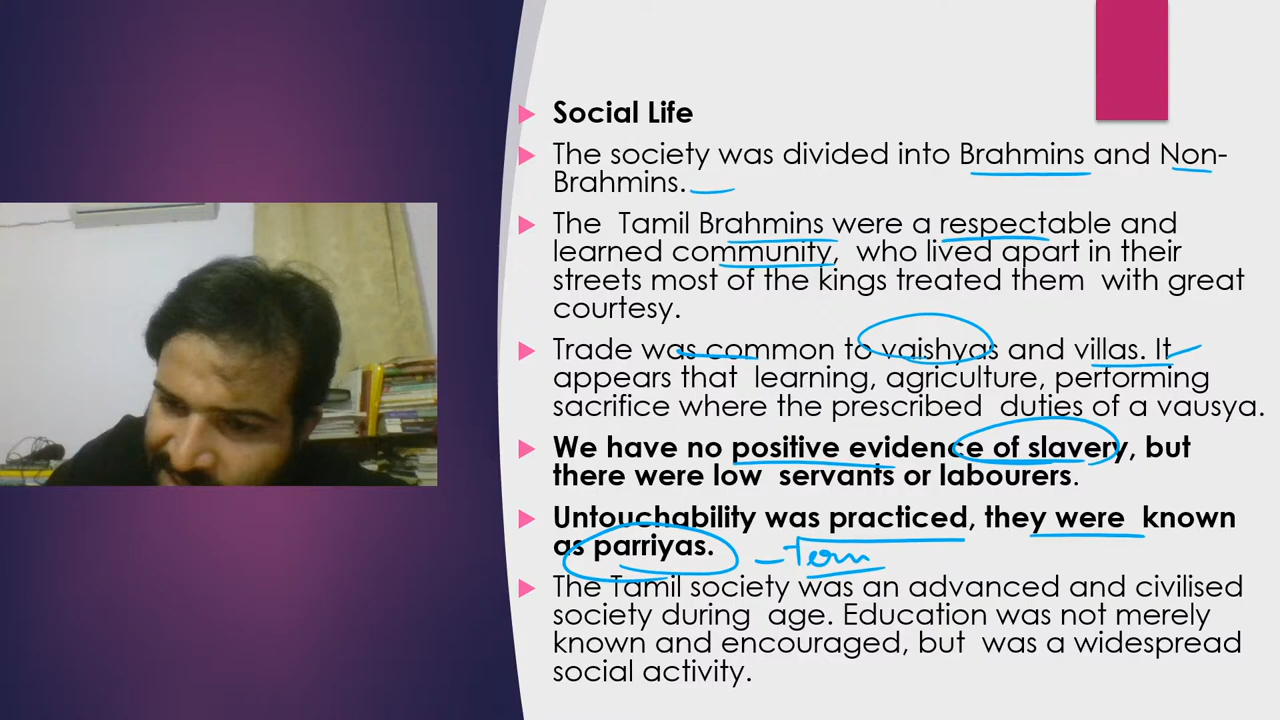 Social Life
The society was divided into Brahmins and Non-
Brahmins.
The Tamil Brahmins were a respectable and
learned community, who lived apart in their
streets most of the kings treated them with great
courtesy.
Trade was common to vaishyas and villas. It
appears that learning, agriculture, performing
sacrifice where the prescribed duties of a vausya.
We have no positive evidence of slavery, but
there were low servants or labourers.
Untouchability was practiced, they were known
as parriyas. - Term
The Tamil society was an advanced and civilised
society during age. Education was not merely
known and encouraged, but was a widespread
social activity.